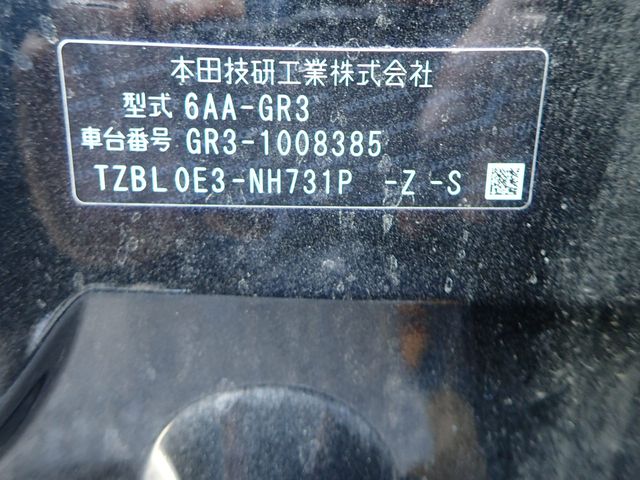 本田技研工業株式会社
型式 6AA-GR3
車台番号 GR3-1008385
TZBL0E3-NH731P -Z -S